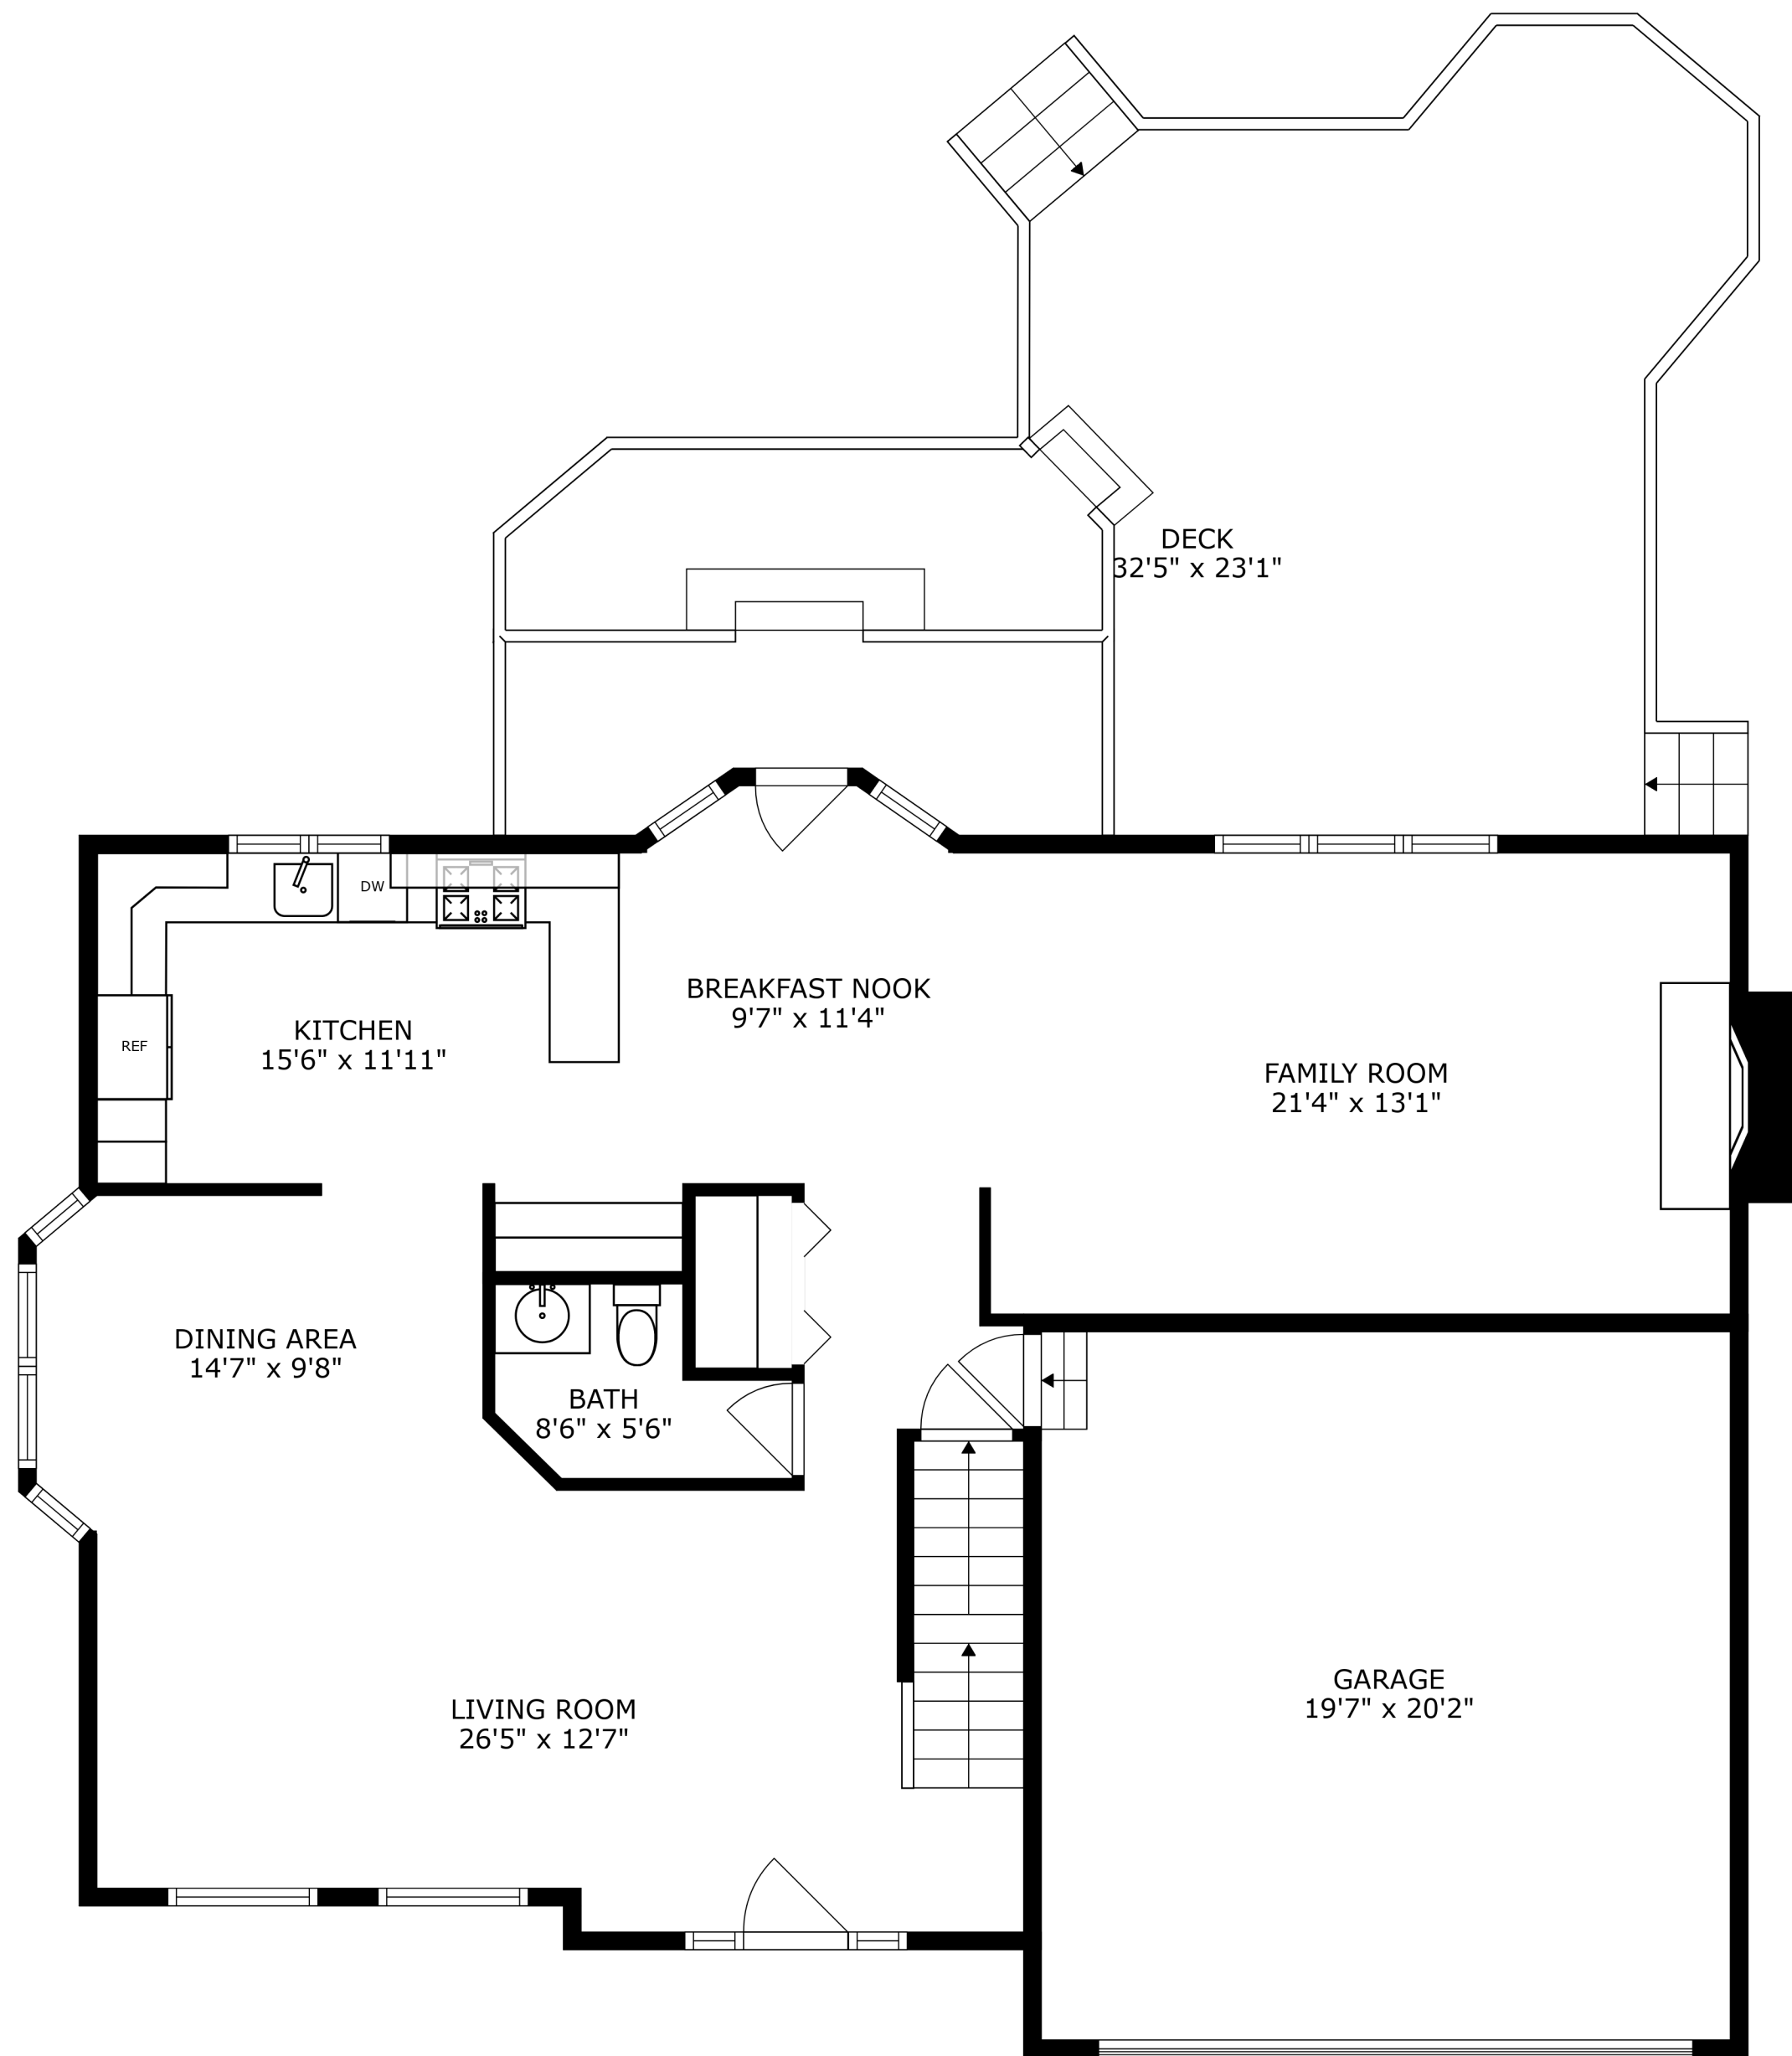 DECK
32'5" x 23'1"
DW
BREAKFAST NOOK
9'7" x 11'4"
KITCHEN
15'6" x 11'11"
REF
FAMILY ROOM
21'4" x 13'1"
DINING AREA
14'7" x 9'8"
BATH
8'6" x 5'6"
GARAGE
19'7" x 20'2"
LIVING ROOM
26'5" x 12'7"